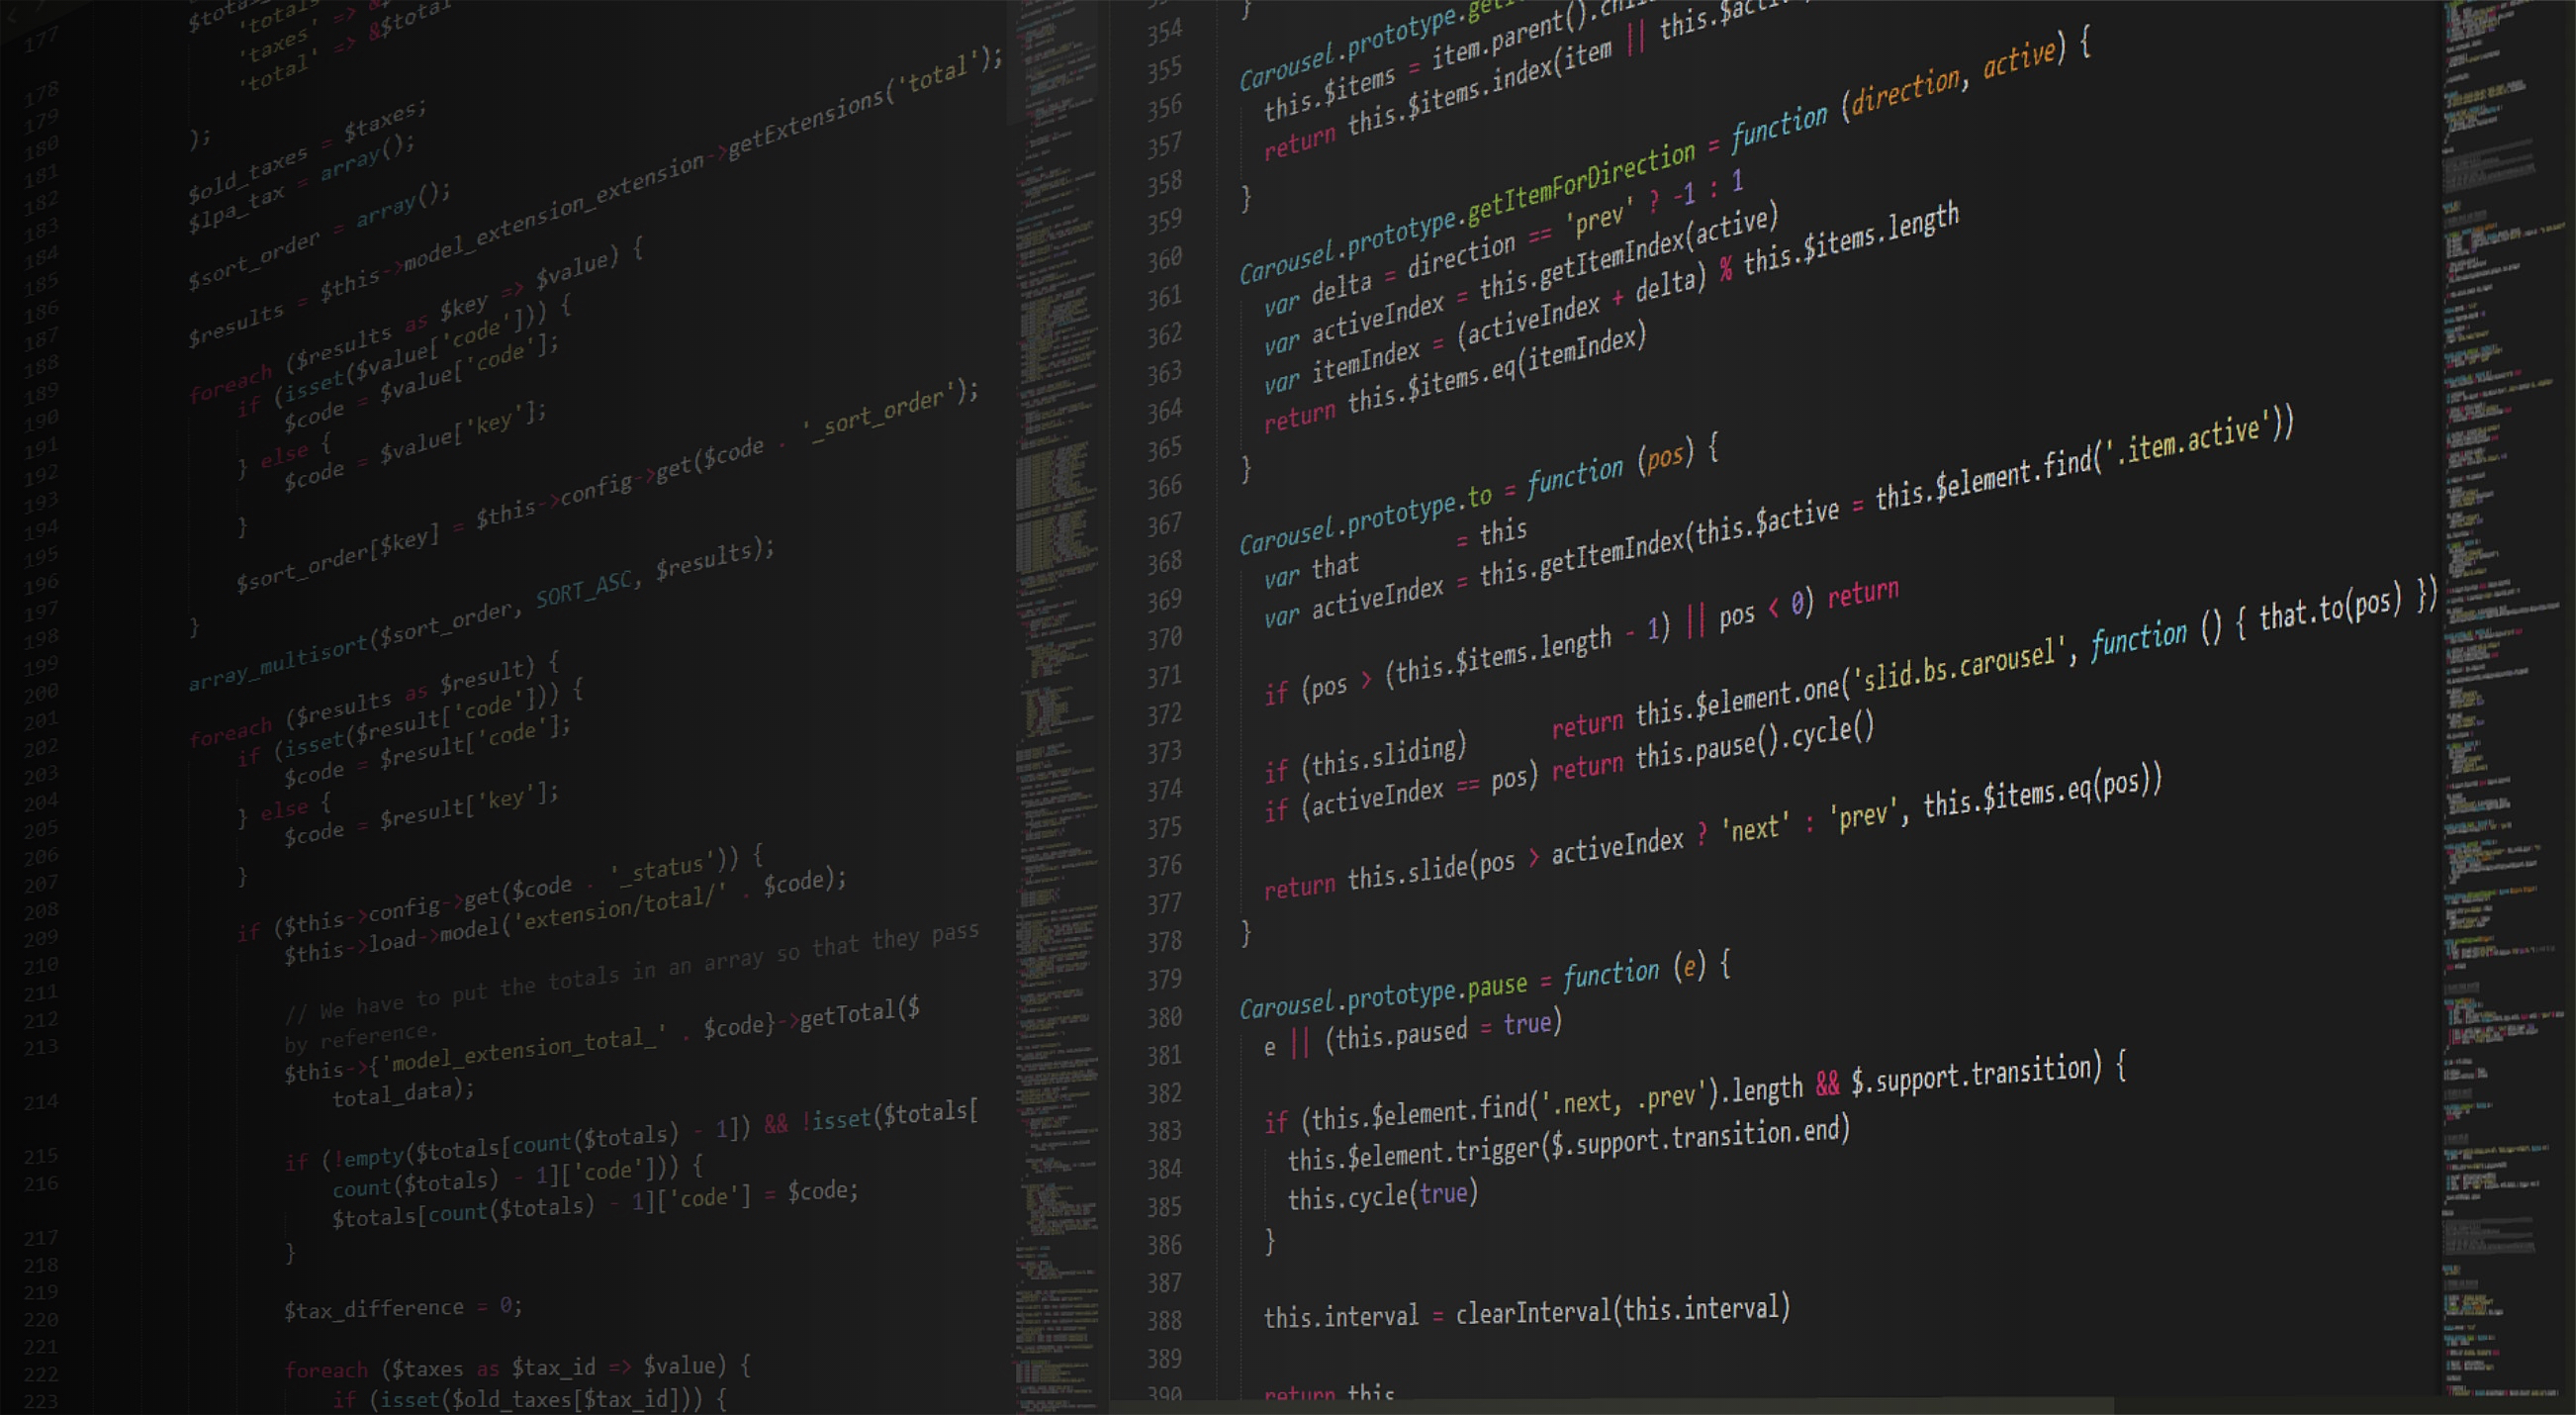 177
178
179
180
181
182
183
184
185
186
187
188
189
190
191
192
193
194
195
196
197
198
199
200
201
202
203
204
205
206
207
208
209
210
211
212
213
214
215
216
217
218
219
220
221
222
223
'taxes' =>
'total' => &$total
);
$old_taxes = $taxes;
$lpa_tax = array();
$sort_order = array();
$results = $this->model_extension_extension->getExtensions('total');
foreach ($results as $key => $value) {
if (isset($value['code'])) {
$code = $value['code'];
} else {
$code = $value['key'];
}
$sort_order[$key] = $this->config->get($code . '_sort_order');
}
array_multisort($sort_order, SORT_ASC, $results);
foreach ($results as $result) {
if (isset($result['code'])) {
$code = $result['code'];
} else {
$code = $result['key'];
}
if ($this->config->get($code . '_status')) {
$this->load->model('extension/total/' . $code);
// We have to put the totals in an array so that they pass
by reference.
$this->{'model_extension_total_' . $code}->getTotal($
total_data);
if (!empty($totals[count($totals) - 1]) && !isset($totals[
count($totals) - 1]['code'])) {
$totals[count($totals) - 1]['code'] = $code;
}
$tax_difference = 0;
foreach ($taxes as $tax_id => $value) {
if (isset($old_taxes[$tax_id])) {
354
355
356
357
358
359
360
361
362
363
364
365
366
367
368
369
370
371
372
373
374
375
376
377
378
379
380
381
382
383
384
385
386
387
388
389
390
}
Carousel.prototype.
this.$items = item.parent().
return this.$items.index(item || this.
}
Carousel.prototype.getItemForDirection = function (direction, active) {
var delta = direction == 'prev' ? -1 : 1
var activeIndex = this.getItemIndex(active)
var itemIndex = (activeIndex + delta) % this.$items.length
return this.$items.eq(itemIndex)
}
Carousel.prototype.to = function (pos) {
var that = this
var activeIndex = this.getItemIndex(this.$active = this.$element.find('.item.active'))
if (pos > (this.$items.length - 1) || pos < 0) return
if (this.sliding) return this.$element.one('slid.bs.carousel', function () { that.to(pos) })
if (activeIndex == pos) return this.pause().cycle()
return this.slide(pos > activeIndex ? 'next' : 'prev', this.$items.eq(pos))
}
Carousel.prototype.pause = function (e) {
e || (this.paused = true)
if (this.$element.find('.next, .prev').length && $.support.transition) {
this.$element.trigger($.support.transition.end)
this.cycle(true)
}
this.interval = clearInterval(this.interval)
return this